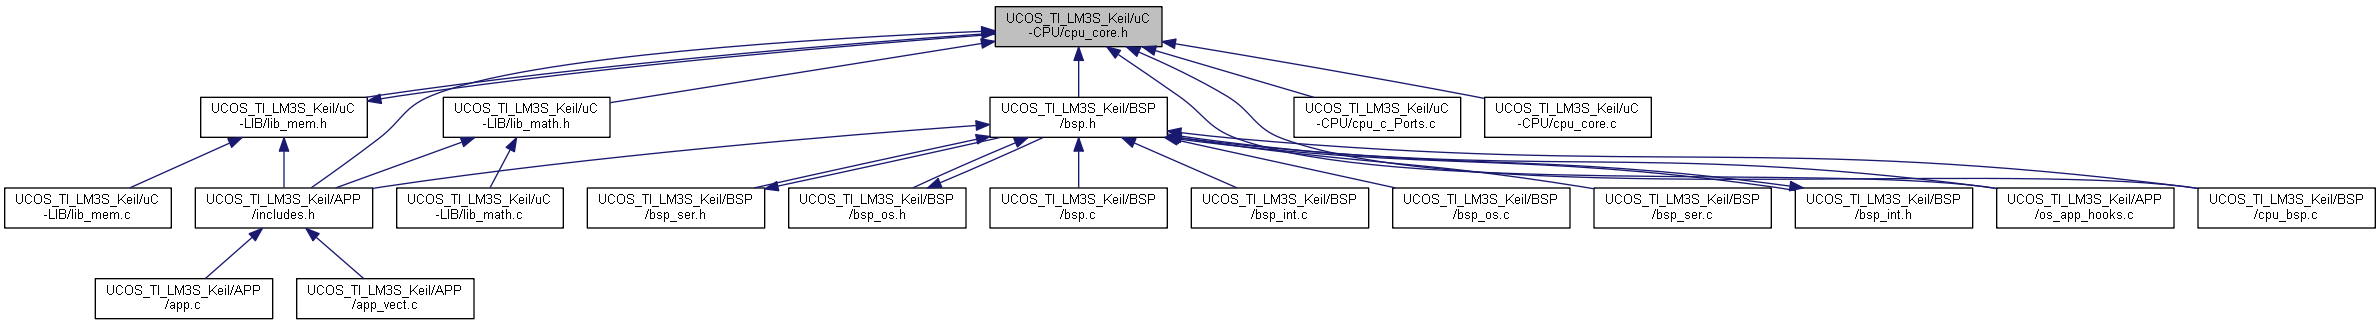 UCOS_TI_LM3S_Keil/uC
-CPU/cpu_core.h
UCOS_TI_LM3S_Keil/uC
-LIB/lib_mem.h
UCOS_TI_LM3S_Keil/uC
-LIB/lib_math.h
UCOS_TI_LM3S_Keil/BSP
/bsp.h
UCOS_TI_LM3S_Keil/uC
-CPU/cpu_c_Ports.c
UCOS_TI_LM3S_Keil/uC
-CPU/cpu_core.c
UCOS_TI_LM3S_Keil/uC
-LIB/lib_mem.c
UCOS_TI_LM3S_Keil/APP
/includes.h
UCOS_TI_LM3S_Keil/uC
-LIB/lib_math.c
UCOS_TI_LM3S_Keil/BSP
/bsp_ser.h
UCOS_TI_LM3S_Keil/BSP
/bsp_os.h
UCOS_TI_LM3S_Keil/BSP
/bsp.c
UCOS_TI_LM3S_Keil/BSP
/bsp_int.c
UCOS_TI_LM3S_Keil/BSP
/bsp_os.c
UCOS_TI_LM3S_Keil/BSP
/bsp_ser.c
UCOS_TI_LM3S_Keil/BSP
/bsp_int.h
UCOS_TI_LM3S_Keil/APP
/os_app_hooks.c
UCOS_TI_LM3S_Keil/BSP
/cpu_bsp.c
UCOS_TI_LM3S_Keil/APP
/app.c
UCOS_TI_LM3S_Keil/APP
/app_vect.c